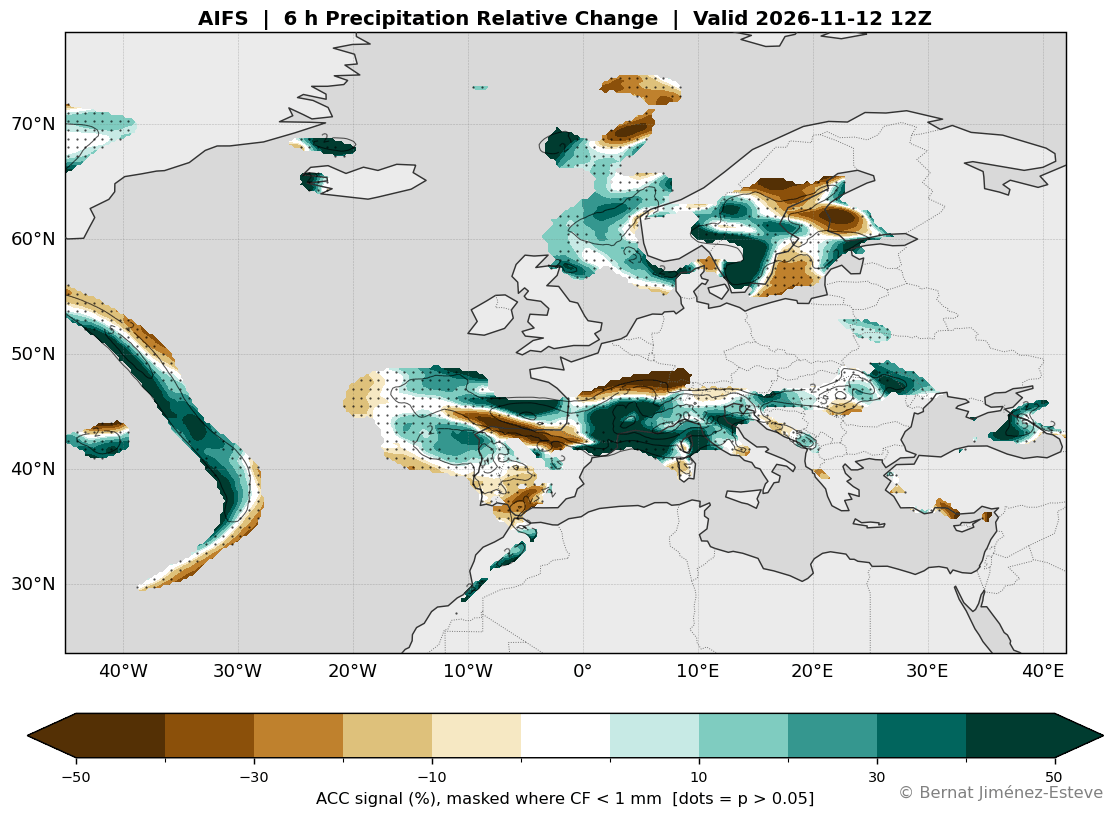 AIFS | 6 h Precipitation Relative Change | Valid 2026-11-12 12Z
70°N
60°N
50°N
40°N
30°N
40°W 30°W 20°W 10°W 0° 10°E 20°E 30°E 40°E
−50 −30 −10 10 30 50
ACC signal (%), masked where CF < 1 mm [dots = p > 0.05]
© Bernat Jiménez-Esteve